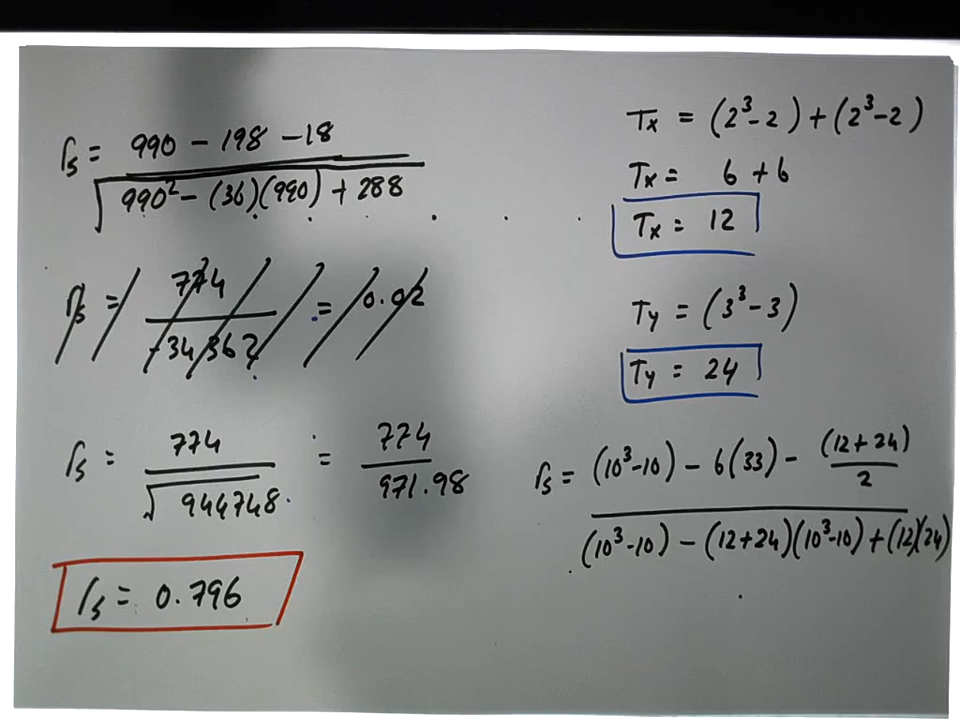 rs = (990 - 198 - 18) / √(990² - (36)(990) + 288)
rs = 774 / -34362 = 0.02
rs = 774 / √944748. = 774 / 971.98
rs = 0.796
Tx = (2³-2) + (2³-2)
Tx = 6 + 6
Tx = 12
Ty = (3³-3)
Ty = 24
rs = ((10³-10) - 6(33) - (12+24)/2) / ((10³-10) - (12+24)(10³-10) + (12)(24))